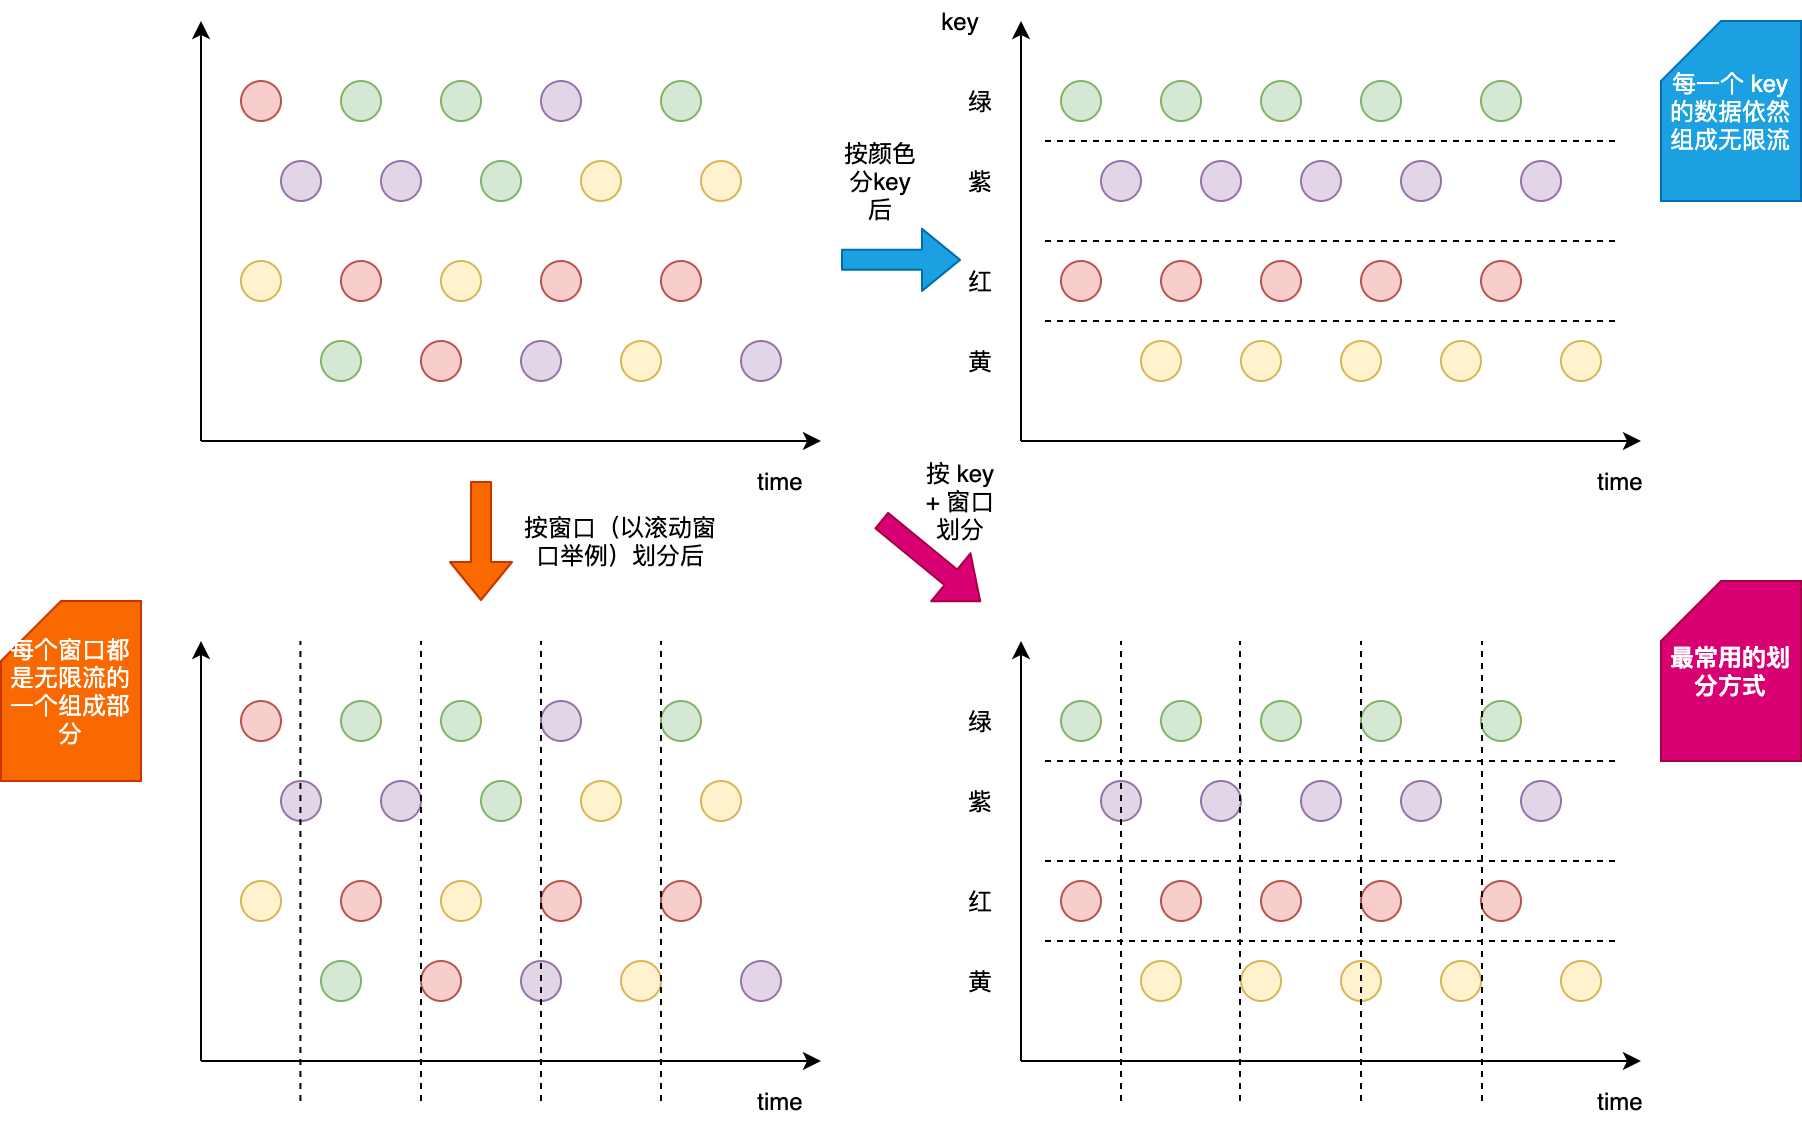 key
绿
紫
红
黄
time
time
按颜色
分key
后
每一个 key
的数据依然
组成无限流
按窗口（以滚动窗
口举例）划分后
按 key
+ 窗口
划分
每个窗口都
是无限流的
一个组成部
分
最常用的划
分方式
绿
紫
红
黄
time
time